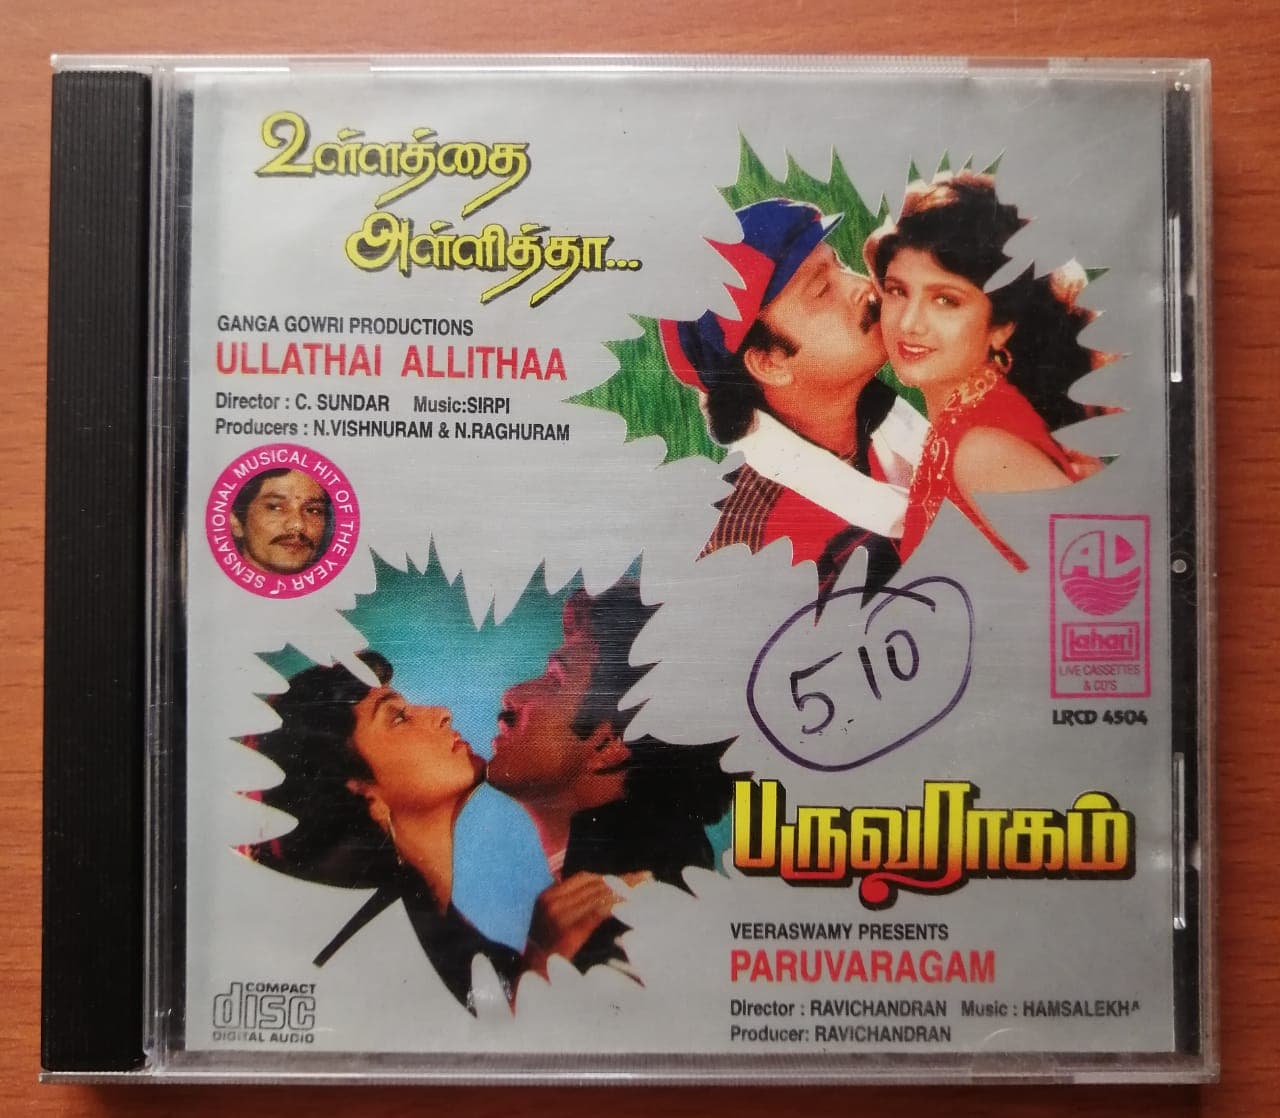 உள்ளத்தை
அள்ளித்தா...
GANGA GOWRI PRODUCTIONS
ULLATHAI ALLITHAA
Director : C. SUNDAR Music:SIRPI
Producers : N.VISHNURAM & N.RAGHURAM
SENSATIONAL MUSICAL HIT OF THE YEAR
lahari
LIVE CASSETTES
& CD'S
LRCD 4504
5.10
பருவராகம்
VEERASWAMY PRESENTS
PARUVARAGAM
Director : RAVICHANDRAN Music : HAMSALEKHA
Producer: RAVICHANDRAN
COMPACT
disc
DIGITAL AUDIO